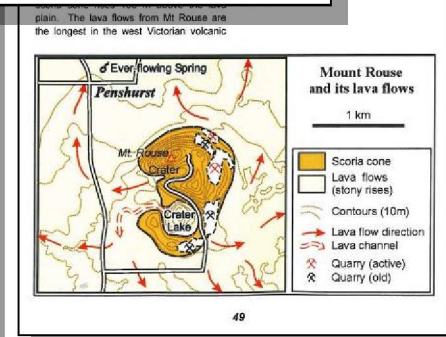 plain. The lava flows from Mt Rouse are
the longest in the west Victorian volcanic
Ever-flowing Spring
Penshurst
Mt. Rouse
Crater
Crater
Lake
Mount Rouse
and its lava flows
1 km
Scoria cone
Lava flows
(stony rises)
Contours (10m)
Lava flow direction
Lava channel
Quarry (active)
Quarry (old)
49